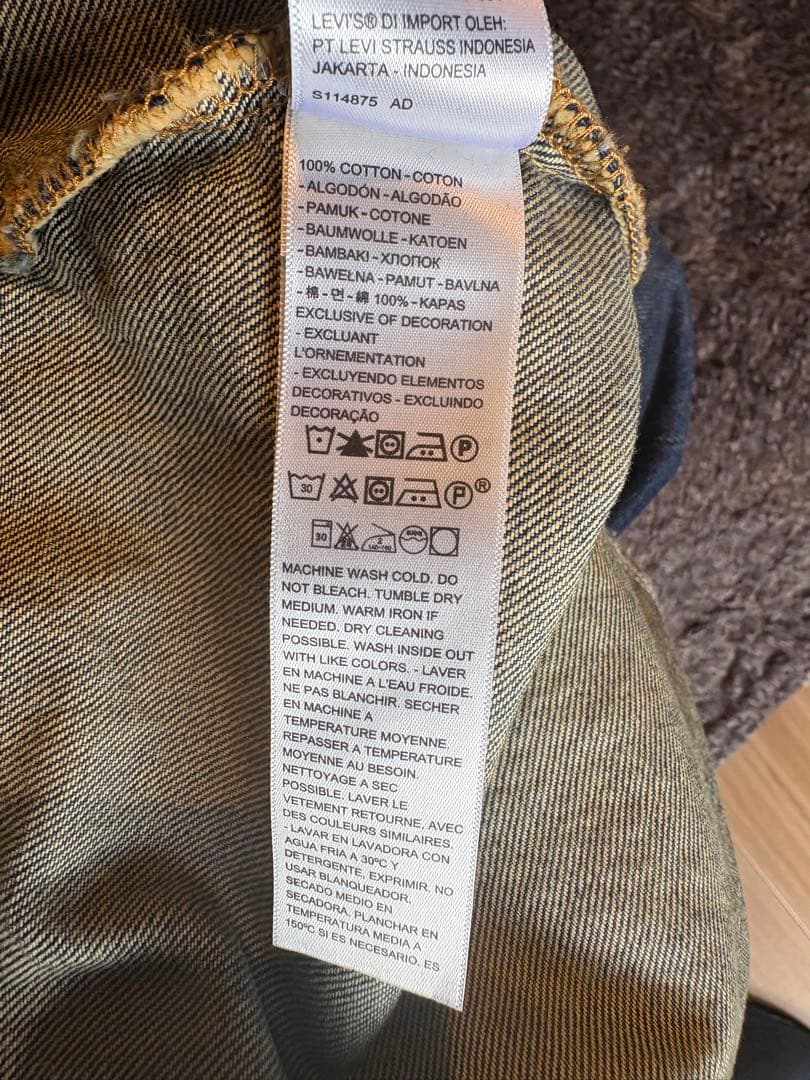 LEVI'S® DI IMPORT OLEH:
PT LEVI STRAUSS INDONESIA
JAKARTA - INDONESIA
S114875 AD
100% COTTON - COTON
- ALGODÓN - ALGODÃO
- PAMUK - COTONE
- BAUMWOLLE - KATOEN
- BAMBAKI - ХЛОПОК
- BAWEŁNA - PAMUT - BAVLNA
- 棉 - 면 - 綿 100% - KAPAS
EXCLUSIVE OF DECORATION
- EXCLUANT
L'ORNEMENTATION
- EXCLUYENDO ELEMENTOS
DECORATIVOS - EXCLUINDO
DECORAÇÃO
P
30 P ®
30
MACHINE WASH COLD. DO
NOT BLEACH. TUMBLE DRY
MEDIUM. WARM IRON IF
NEEDED. DRY CLEANING
POSSIBLE. WASH INSIDE OUT
WITH LIKE COLORS. - LAVER
EN MACHINE A L'EAU FROIDE.
NE PAS BLANCHIR. SECHER
EN MACHINE A
TEMPERATURE MOYENNE.
REPASSER A TEMPERATURE
MOYENNE AU BESOIN.
NETTOYAGE A SEC
POSSIBLE. LAVER LE
VETEMENT RETOURNE, AVEC
DES COULEURS SIMILAIRES.
- LAVAR EN LAVADORA CON
AGUA FRIA A 30ºC Y
DETERGENTE, EXPRIMIR. NO
USAR BLANQUEADOR.
SECADO MEDIO EN
SECADORA. PLANCHAR EN
TEMPERATURA MEDIA A
150ºC SI ES NECESARIO. ES